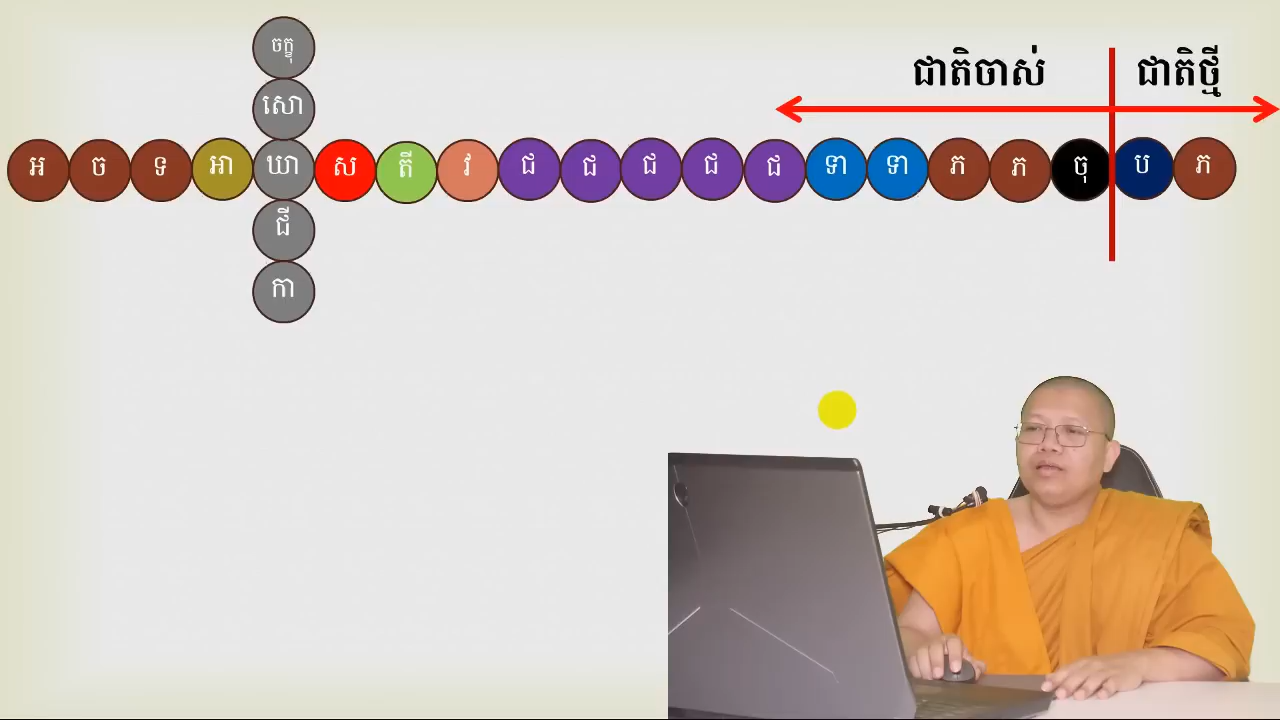 ចក្ខុ
សោ
ជាតិចាស់ ជាតិថ្មី
អ ច ទ អា ឃា ស តី វ ជ ជ ជ ជ ជ ទា ទា ភ ភ ចុ ប ភ
ជី
កា